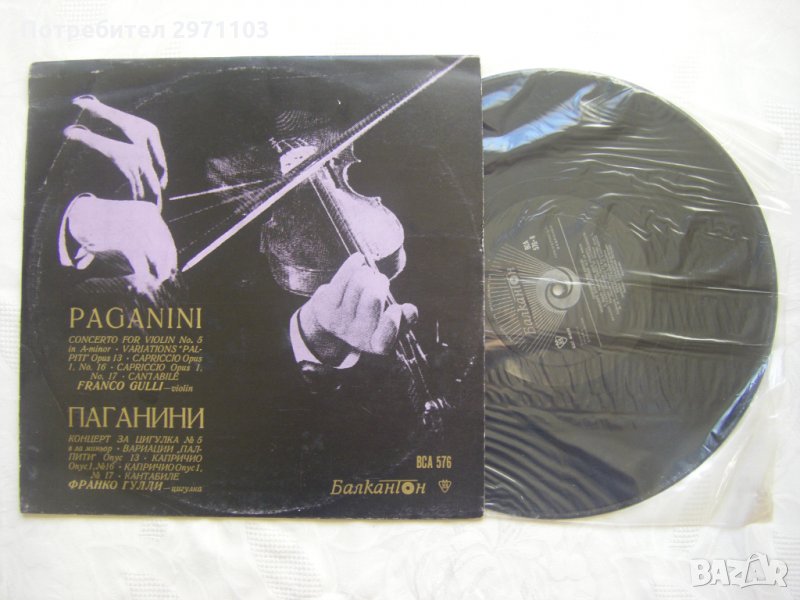 Потребител 2971103
PAGANINI
CONCERTO FOR VIOLIN No. 5
in A-minor · VARIATIONS "PAL-
PITI" Opus 13 · CAPRICCIO Opus
1, No. 16 · CAPRICCIO Opus 1,
No. 17 · CANTABILE
FRANCO GULLI—violin
ПАГАНИНИ
КОНЦЕРТ ЗА ЦИГУЛКА № 5
в ла минор · ВАРИАЦИИ „ПАЛ-
ПИТИ" Опус 13 · КАПРИЧИО
Опус 1, №16 · КАПРИЧИО Опус 1,
№ 17 · КАНТАБИЛЕ
ФРАНКО ГУЛЛИ—цигулка
ВСА 576
Балкантон
Балкантон
BAZAR